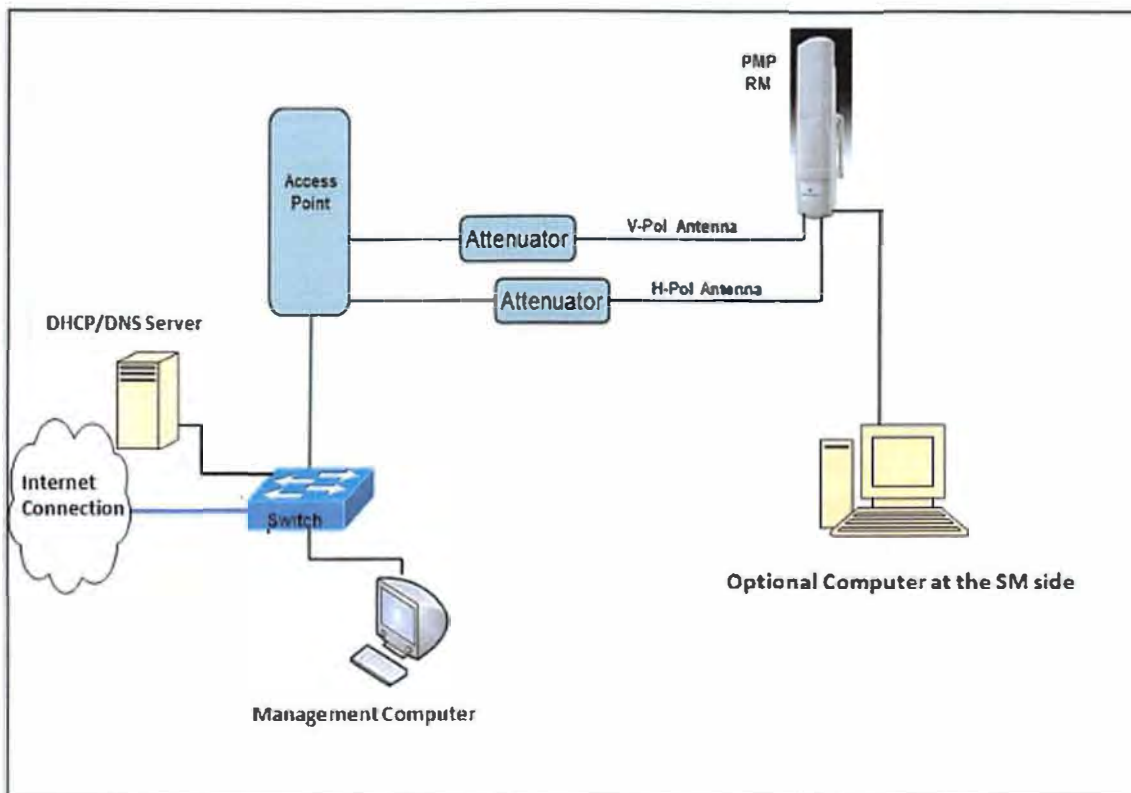 PMP
RM
Access
Point
Attenuator
V-Pol Antenna
Attenuator
H-Pol Antenna
DHCP/DNS Server
Internet
Connection
Switch
Optional Computer at the SM side
Management Computer